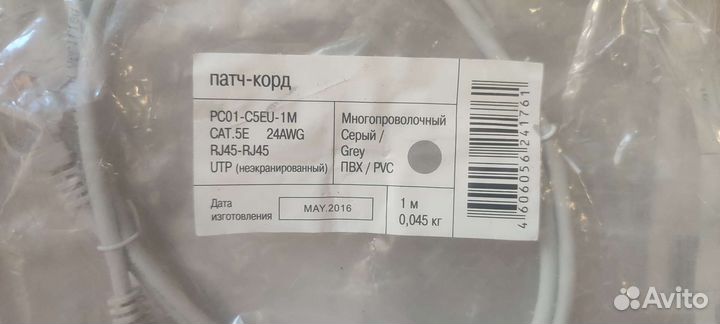 патч-корд
PC01-C5EU-1M
CAT.5E 24AWG
RJ45-RJ45
UTP (неэкранированный)
Многопроволочный
Серый /
Grey
ПВХ / PVC
Дата
изготовления
MAY.2016
1 м
0,045 кг
4606056241761
Avito